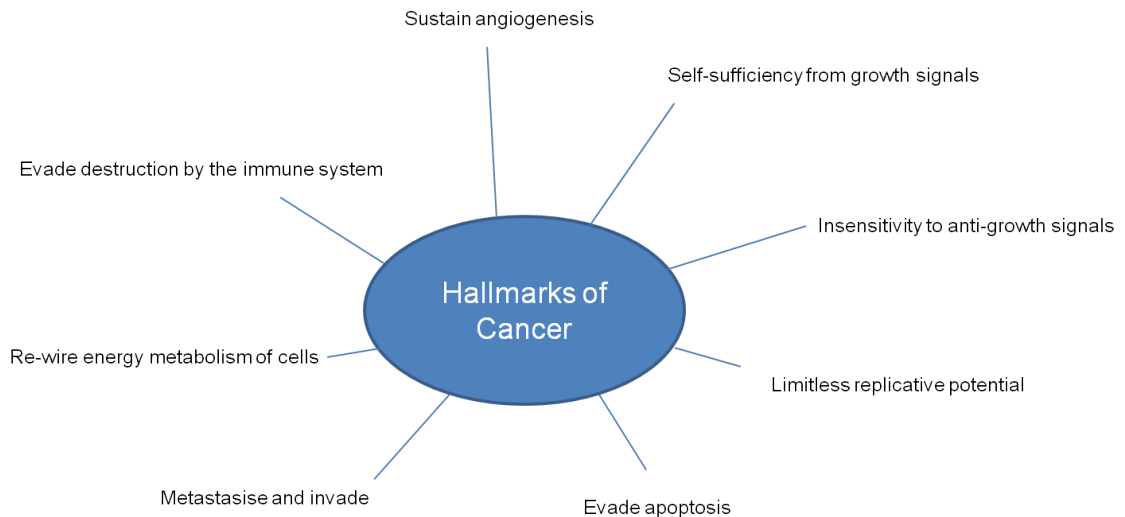 Sustain angiogenesis
Self-sufficiency from growth signals
Evade destruction by the immune system
Insensitivity to anti-growth signals
Hallmarks of
Cancer
Re-wire energy metabolism of cells
Limitless replicative potential
Metastasise and invade
Evade apoptosis